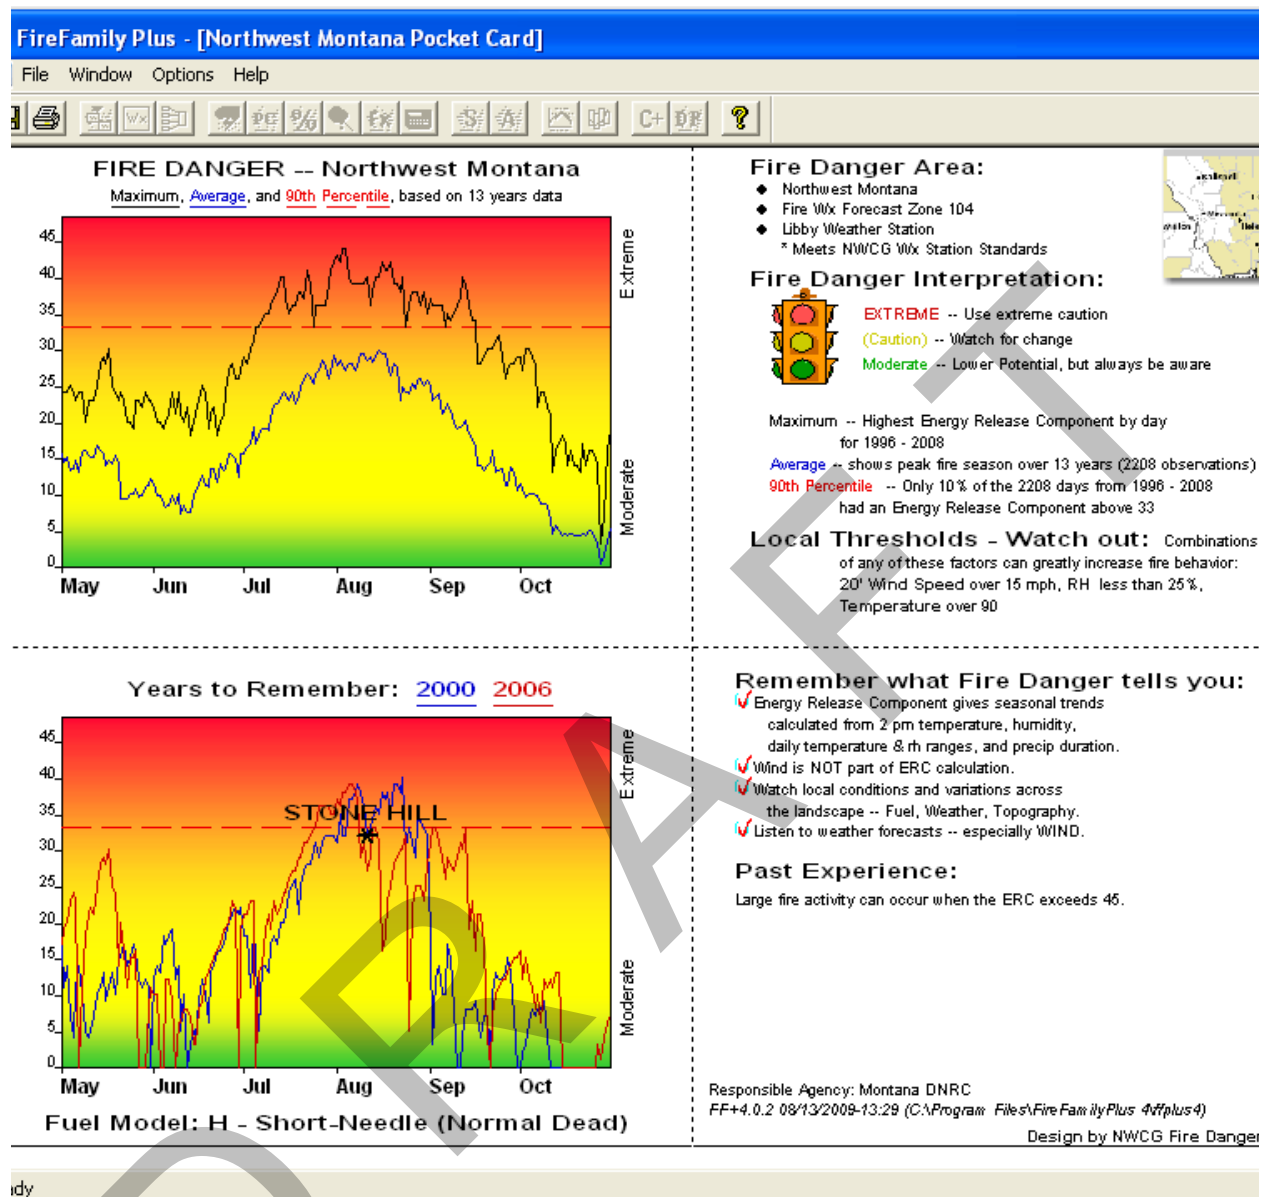 FireFamily Plus - [Northwest Montana Pocket Card]
File Window Options Help
Wx
C+
?
FIRE DANGER -- Northwest Montana
Maximum, Average, and 90th Percentile, based on 13 years data
45
40
35
30
25
20
15
10
5
0
Extreme
Moderate
May Jun Jul Aug Sep Oct
Fire Danger Area:
Northwest Montana
Fire Wx Forecast Zone 104
Libby Weather Station
* Meets NWCG Wx Station Standards
Fire Danger Interpretation:
EXTREME -- Use extreme caution
(Caution) -- Watch for change
Moderate -- Lower Potential, but always be aware
Maximum -- Highest Energy Release Component by day
for 1996 - 2008
Average -- shows peak fire season over 13 years (2208 observations)
90th Percentile -- Only 10% of the 2208 days from 1996 - 2008
had an Energy Release Component above 33
Local Thresholds - Watch out: Combinations
of any of these factors can greatly increase fire behavior:
20' Wind Speed over 15 mph, RH less than 25%,
Temperature over 90
Years to Remember: 2000 2006
45
40
35
30
25
20
15
10
5
0
STONE HILL
Extreme
Moderate
May Jun Jul Aug Sep Oct
Fuel Model: H - Short-Needle (Normal Dead)
Remember what Fire Danger tells you:
Energy Release Component gives seasonal trends
calculated from 2 pm temperature, humidity,
daily temperature & rh ranges, and precip duration.
Wind is NOT part of ERC calculation.
Watch local conditions and variations across
the landscape -- Fuel, Weather, Topography.
Listen to weather forecasts -- especially WIND.
Past Experience:
Large fire activity can occur when the ERC exceeds 45.
Responsible Agency: Montana DNRC
FF+4.0.2 08/13/2009-13:29 (C:\Program Files\FireFamilyPlus 4\ffplus4)
Design by NWCG Fire Danger
DRAFT
dy